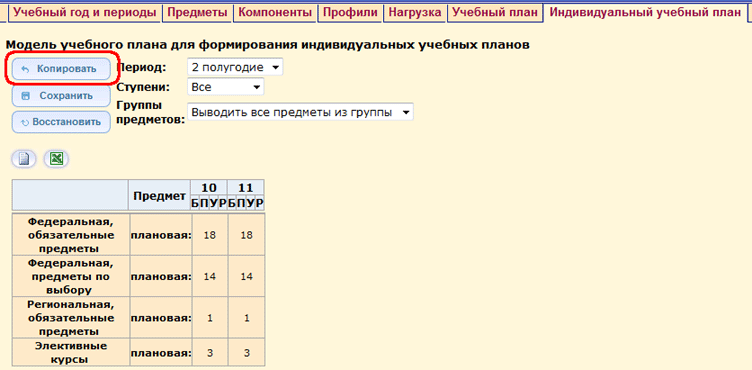 Учебный год и периоды Предметы Компоненты Профили Нагрузка Учебный план Индивидуальный учебный план
Модель учебного плана для формирования индивидуальных учебных планов
Копировать Период: 2 полугодие
Сохранить Ступени: Все
Восстановить Группы предметов: Выводить все предметы из группы
Предмет 10 11
Б П У Р Б П У Р
Федеральная, обязательные предметы плановая: 18 18
Федеральная, предметы по выбору плановая: 14 14
Региональная, обязательные предметы плановая: 1 1
Элективные курсы плановая: 3 3